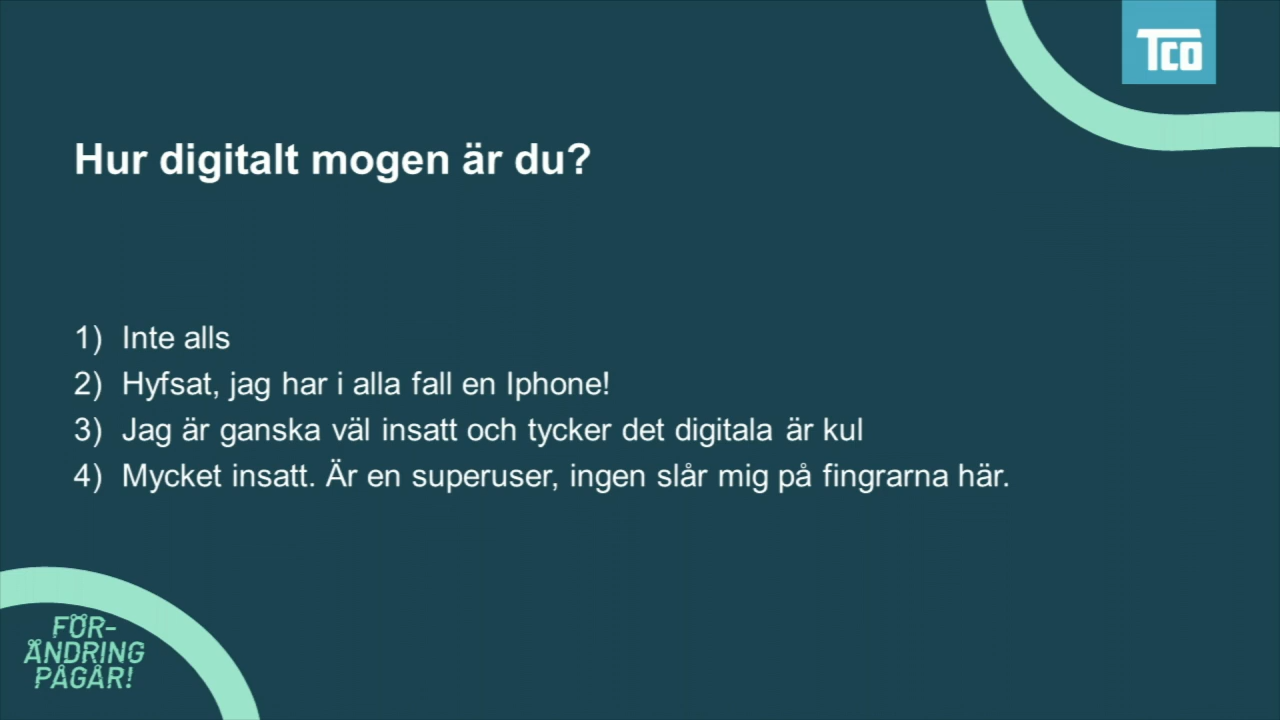 TCO
Hur digitalt mogen är du?
1) Inte alls
2) Hyfsat, jag har i alla fall en Iphone!
3) Jag är ganska väl insatt och tycker det digitala är kul
4) Mycket insatt. Är en superuser, ingen slår mig på fingrarna här.
FÖR-
ÄNDRING
PÅGÅR!